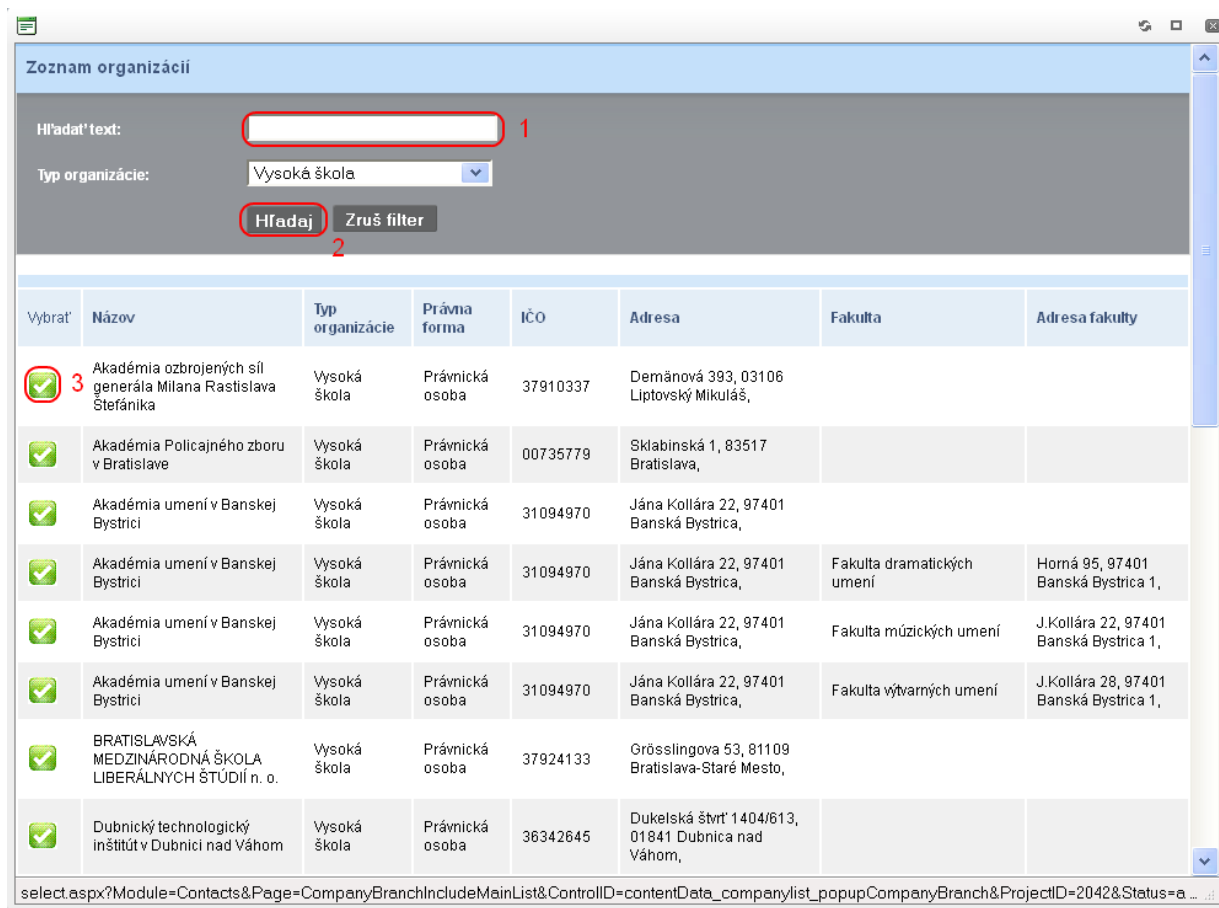 Zoznam organizácií
Hľadať text:
1
Typ organizácie:
Vysoká škola
Hľadaj
Zruš filter
2
Vybrať
Názov
Typ
organizácie
Právna
forma
IČO
Adresa
Fakulta
Adresa fakulty
3
Akadémia ozbrojených síl
generála Milana Rastislava
Štefánika
Vysoká
škola
Právnická
osoba
37910337
Demänová 393, 03106
Liptovský Mikuláš,
Akadémia Policajného zboru
v Bratislave
Vysoká
škola
Právnická
osoba
00735779
Sklabinská 1, 83517
Bratislava,
Akadémia umení v Banskej
Bystrici
Vysoká
škola
Právnická
osoba
31094970
Jána Kollára 22, 97401
Banská Bystrica,
Akadémia umení v Banskej
Bystrici
Vysoká
škola
Právnická
osoba
31094970
Jána Kollára 22, 97401
Banská Bystrica,
Fakulta dramatických
umení
Horná 95, 97401
Banská Bystrica 1,
Akadémia umení v Banskej
Bystrici
Vysoká
škola
Právnická
osoba
31094970
Jána Kollára 22, 97401
Banská Bystrica,
Fakulta múzických umení
J.Kollára 22, 97401
Banská Bystrica 1,
Akadémia umení v Banskej
Bystrici
Vysoká
škola
Právnická
osoba
31094970
Jána Kollára 22, 97401
Banská Bystrica,
Fakulta výtvarných umení
J.Kollára 28, 97401
Banská Bystrica 1,
BRATISLAVSKÁ
MEDZINÁRODNÁ ŠKOLA
LIBERÁLNYCH ŠTÚDIÍ n. o.
Vysoká
škola
Právnická
osoba
37924133
Grösslingova 53, 81109
Bratislava-Staré Mesto,
Dubnický technologický
inštitút v Dubnici nad Váhom
Vysoká
škola
Právnická
osoba
36342645
Dukelská štvrť 1404/613,
01841 Dubnica nad
Váhom,
select.aspx?Module=Contacts&Page=CompanyBranchIncludeMainList&ControlID=contentData_companylist_popupCompanyBranch&ProjectID=2042&Status=a ...